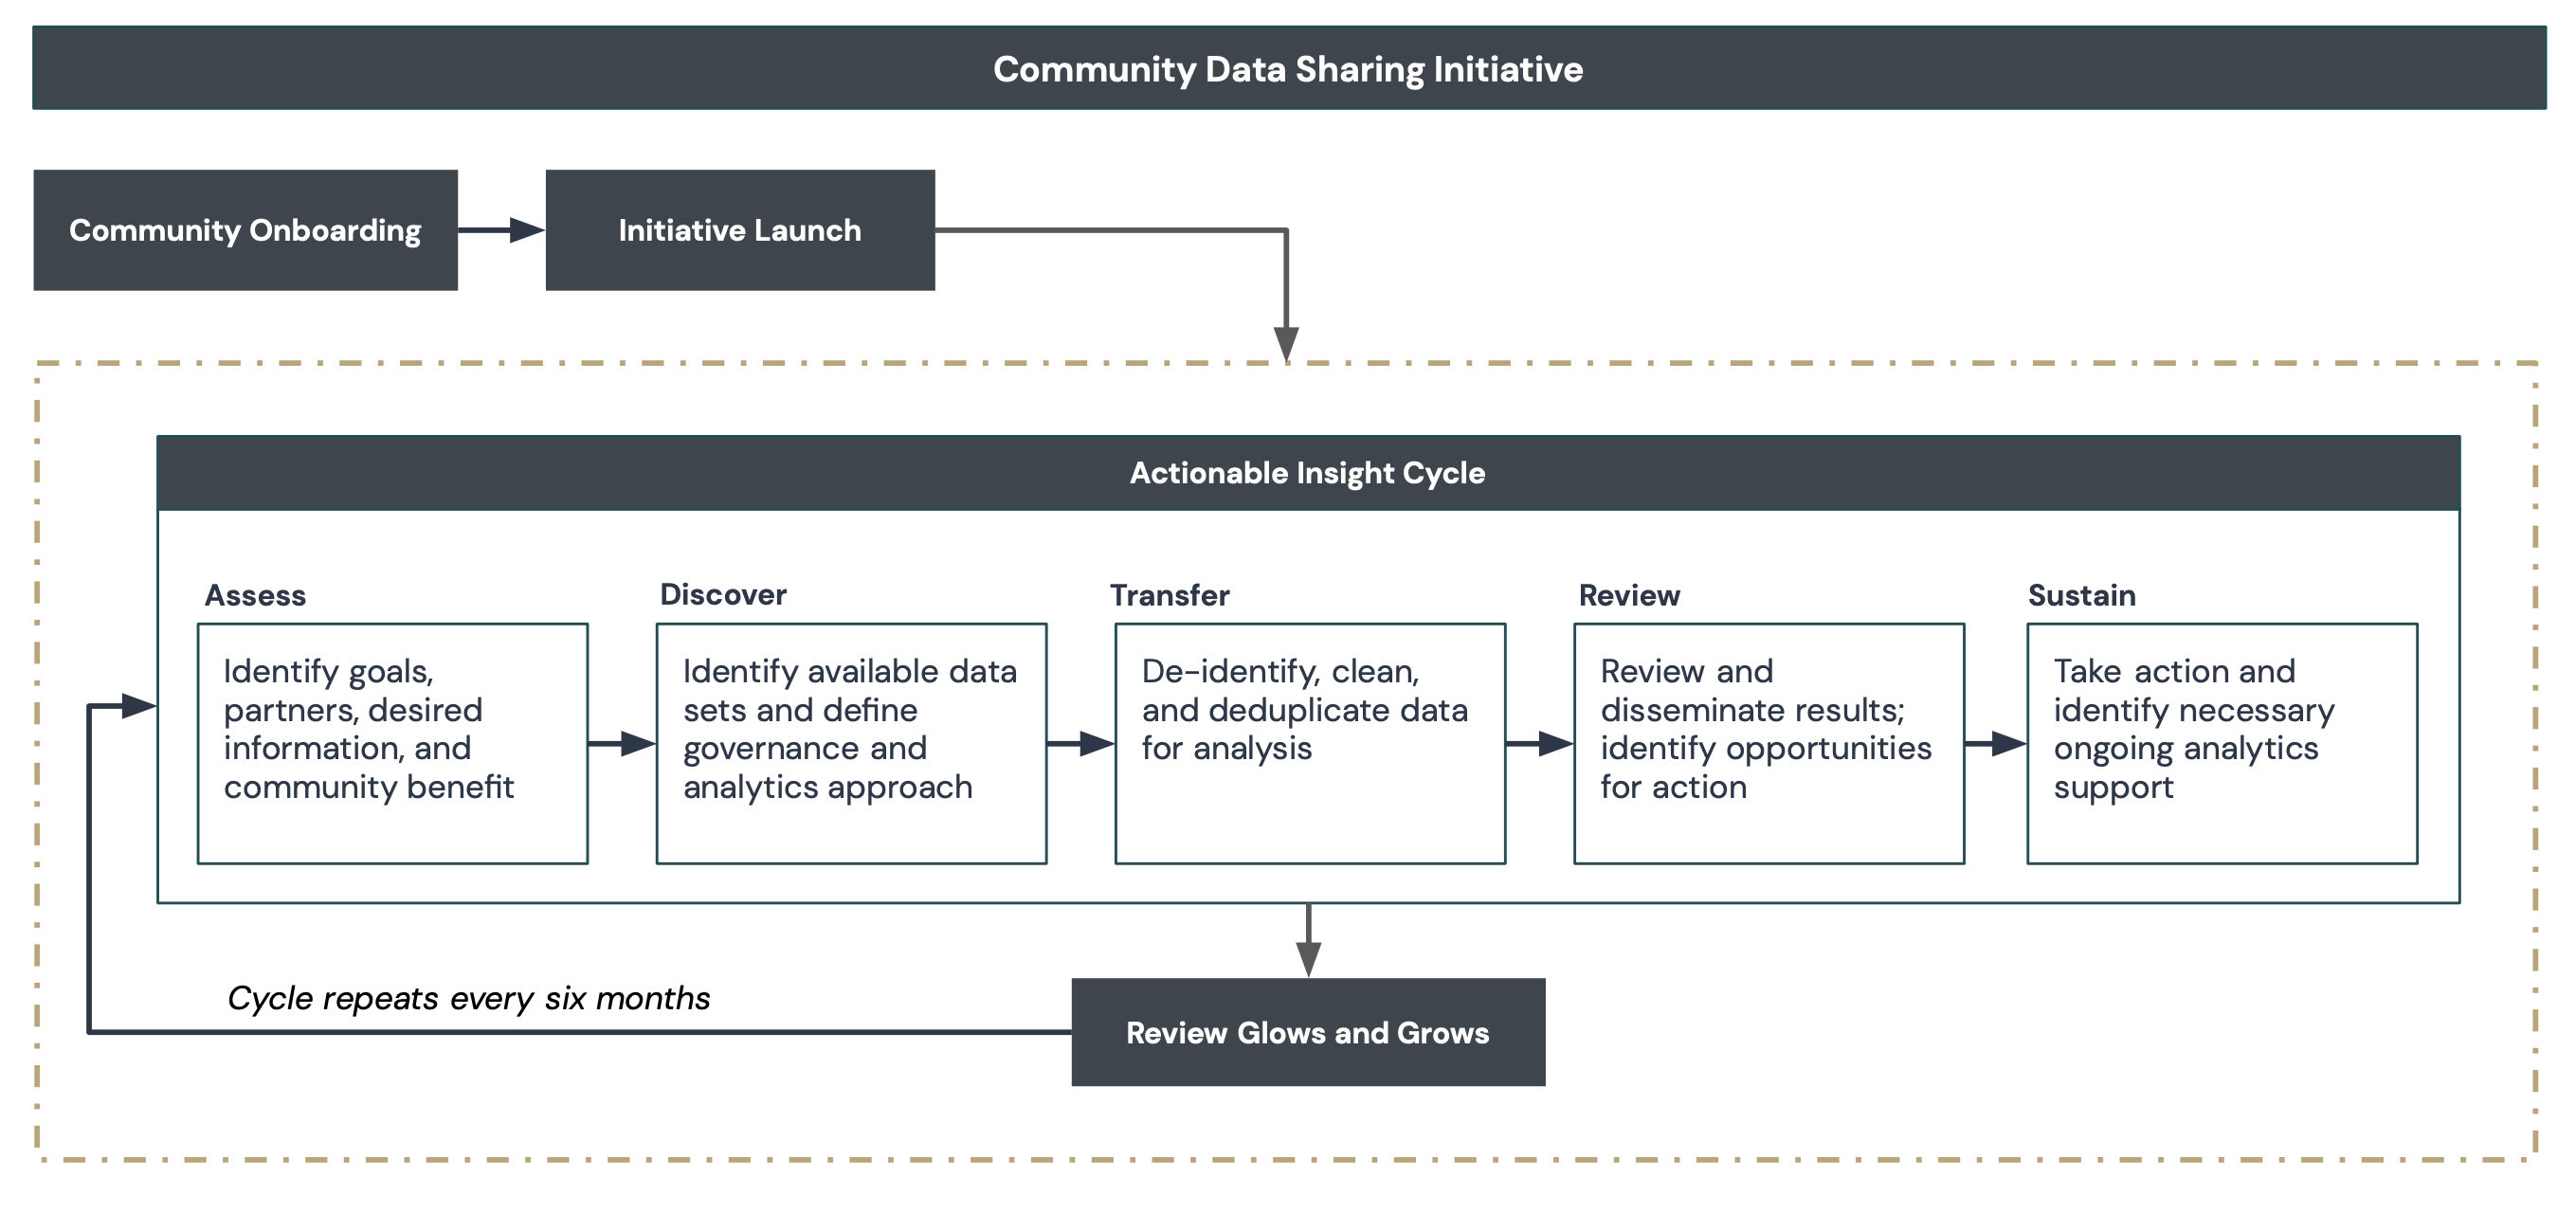 Community Data Sharing Initiative
Community Onboarding
Initiative Launch
Actionable Insight Cycle
Assess
Identify goals,
partners, desired
information, and
community benefit
Discover
Identify available data
sets and define
governance and
analytics approach
Transfer
De-identify, clean,
and deduplicate data
for analysis
Review
Review and
disseminate results;
identify opportunities
for action
Sustain
Take action and
identify necessary
ongoing analytics
support
Cycle repeats every six months
Review Glows and Grows